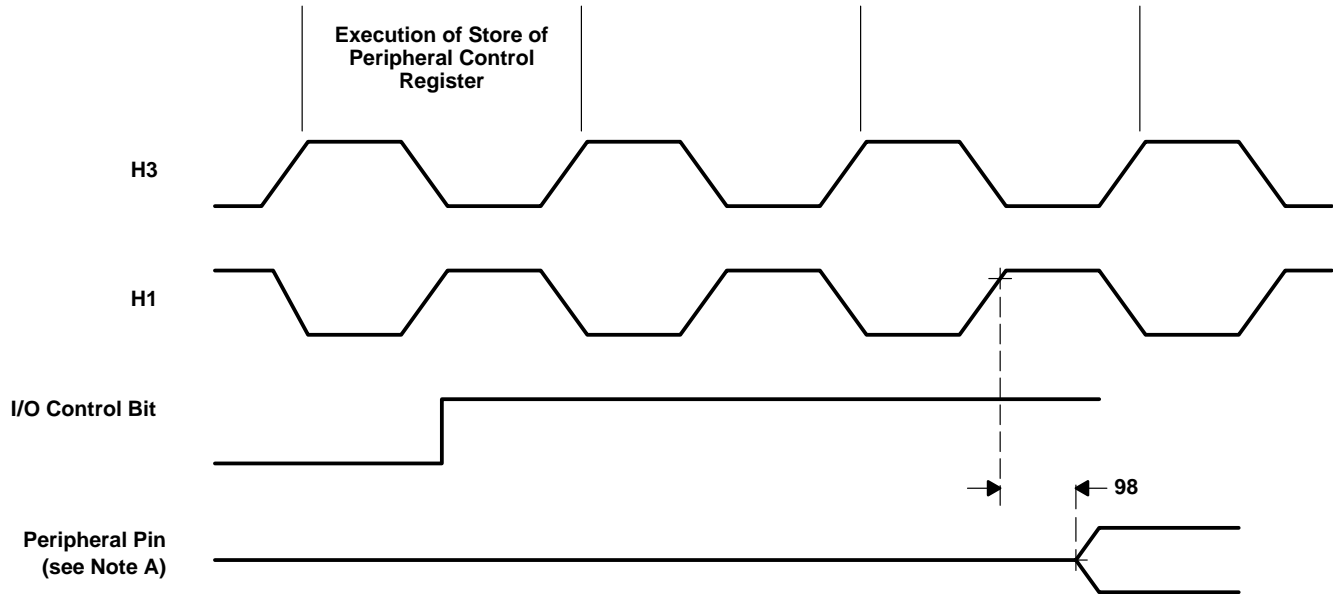 Execution of Store of
Peripheral Control
Register
H3
H1
I/O Control Bit
98
Peripheral Pin
(see Note A)